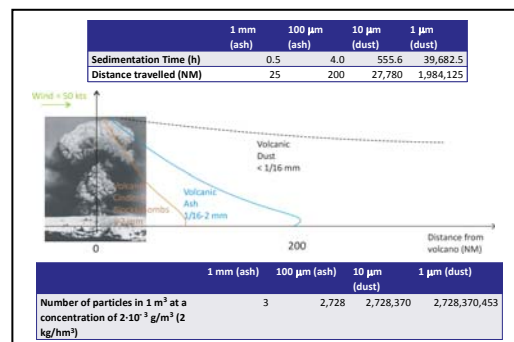 1 mm (ash) 100 µm (ash) 10 µm (dust) 1 µm (dust)
Sedimentation Time (h) 0.5 4.0 555.6 39,682.5
Distance travelled (NM) 25 200 27,780 1,984,125
Wind = 50 kts
Volcanic
Dust
< 1/16 mm
Volcanic
Ash
1/16-2 mm
0
200
Distance from
volcano (NM)
1 mm (ash) 100 µm (ash) 10 µm (dust) 1 µm (dust)
Number of particles in 1 m³ at a
concentration of 2·10⁻³ g/m³ (2
kg/hm³)
3 2,728 2,728,370 2,728,370,453